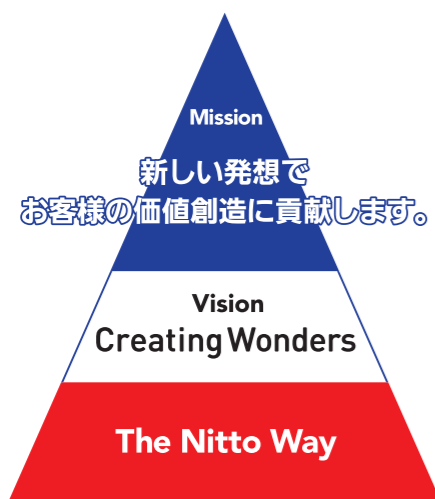 Mission
新しい発想で
お客様の価値創造に貢献します。
Vision
Creating Wonders
The Nitto Way